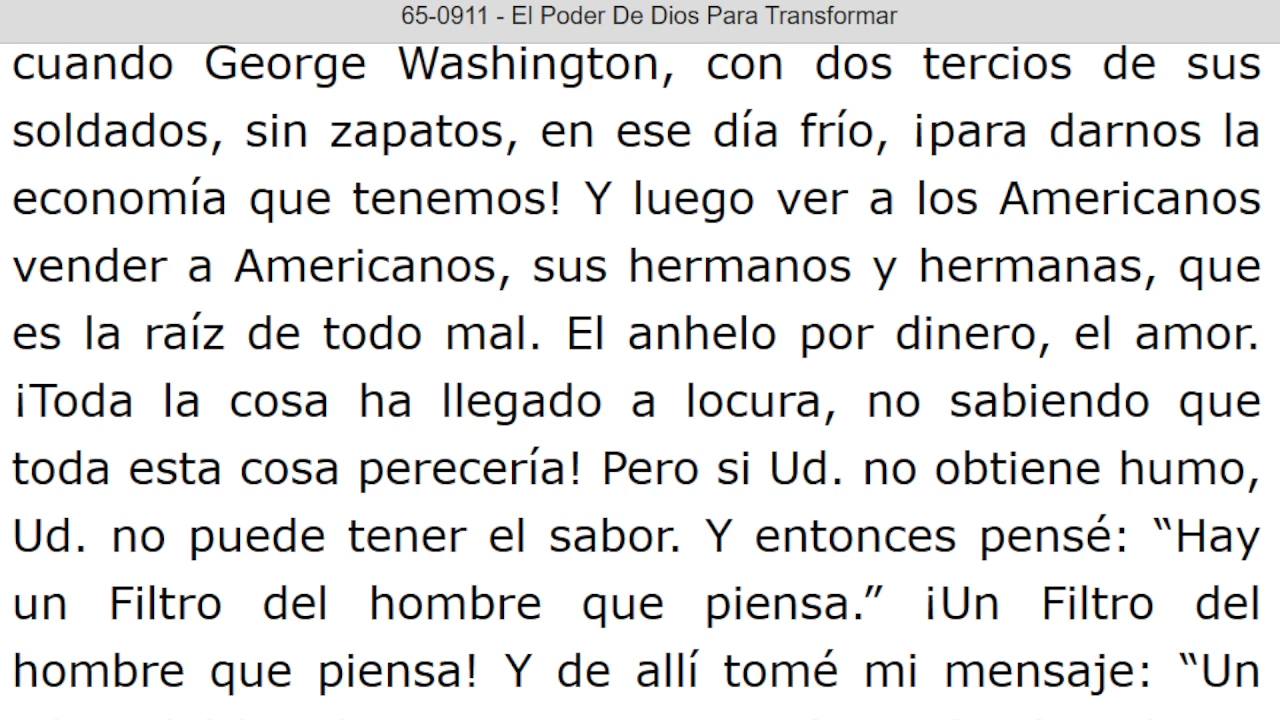 65-0911 - El Poder De Dios Para Transformar
cuando George Washington, con dos tercios de sus
soldados, sin zapatos, en ese día frío, ¡para darnos la
economía que tenemos! Y luego ver a los Americanos
vender a Americanos, sus hermanos y hermanas, que
es la raíz de todo mal. El anhelo por dinero, el amor.
¡Toda la cosa ha llegado a locura, no sabiendo que
toda esta cosa perecería! Pero si Ud. no obtiene humo,
Ud. no puede tener el sabor. Y entonces pensé: “Hay
un Filtro del hombre que piensa.” ¡Un Filtro del
hombre que piensa! Y de allí tomé mi mensaje: “Un